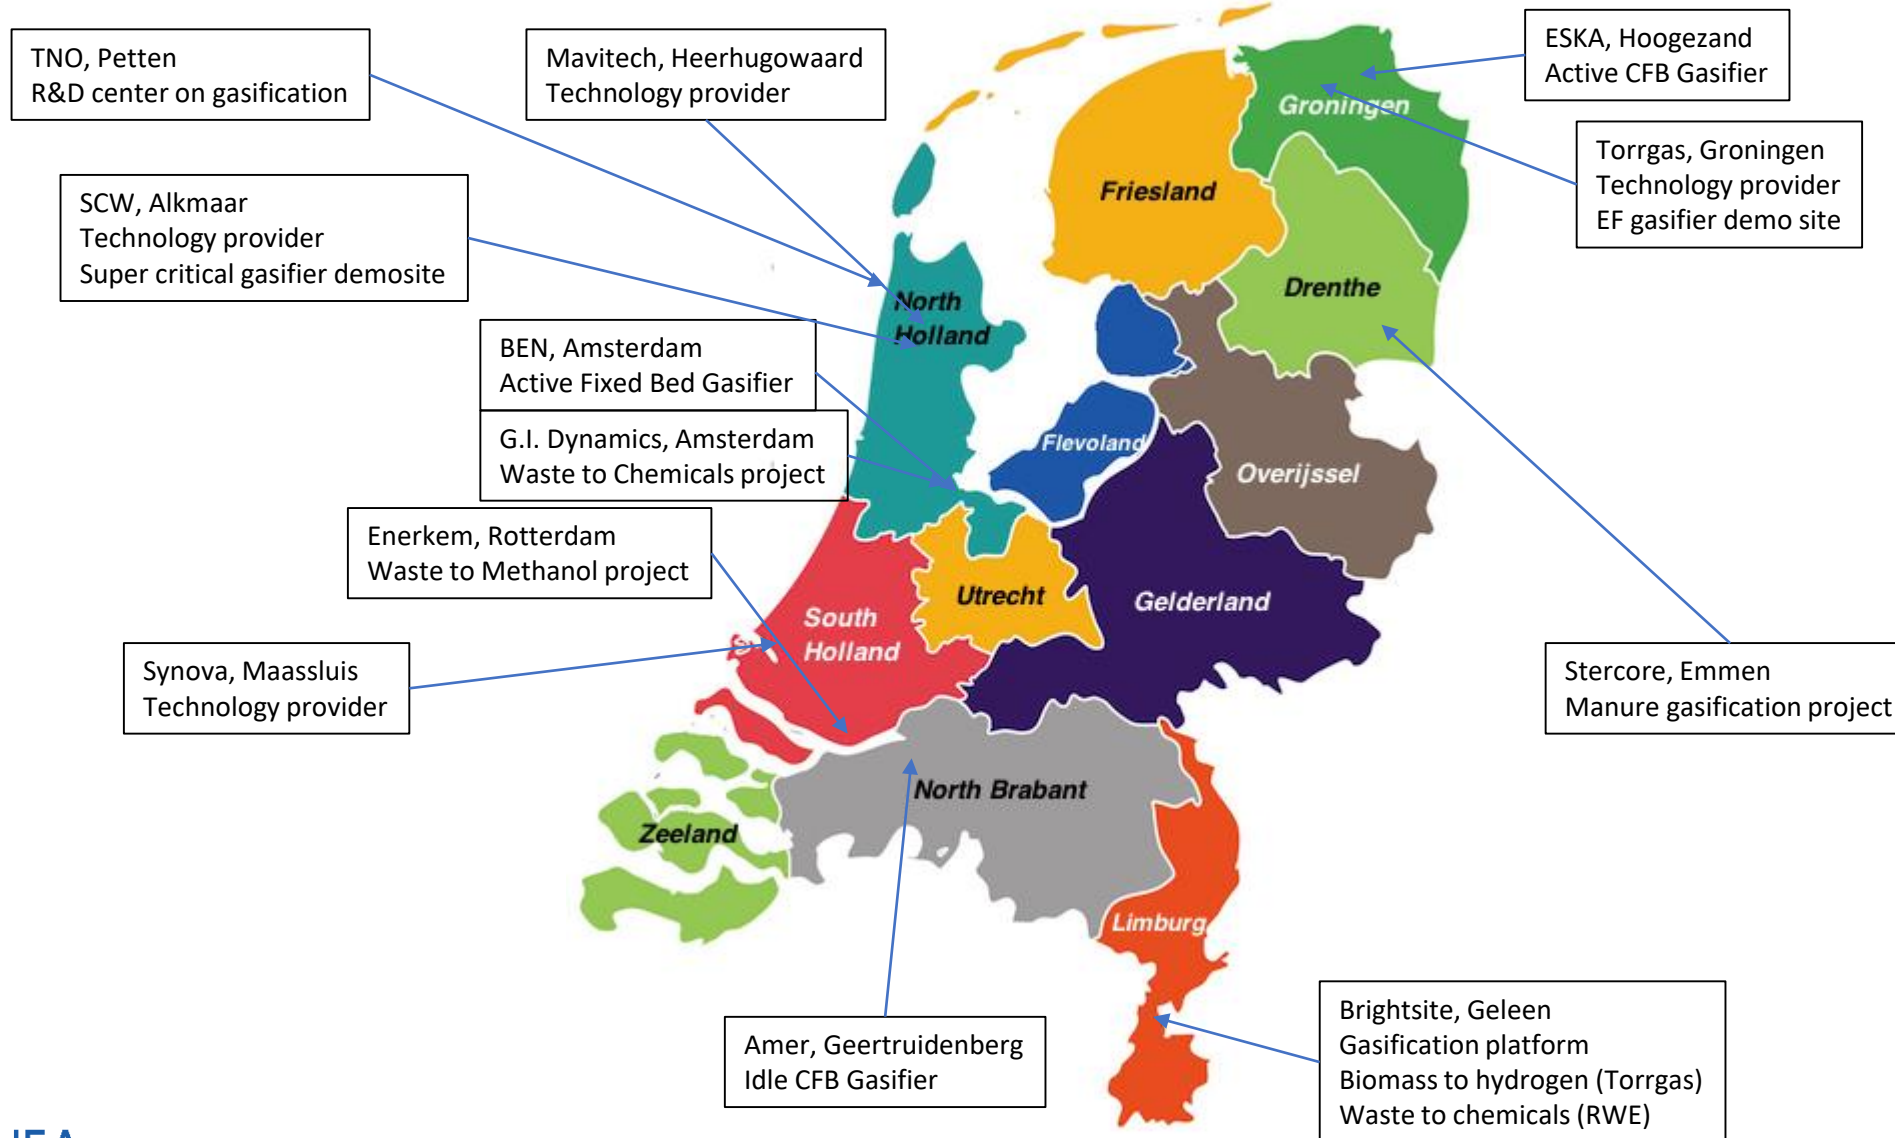 TNO, Petten
R&D center on gasification
Mavitech, Heerhugowaard
Technology provider
ESKA, Hoogezand
Active CFB Gasifier
Torrgas, Groningen
Technology provider
EF gasifier demo site
SCW, Alkmaar
Technology provider
Super critical gasifier demosite
BEN, Amsterdam
Active Fixed Bed Gasifier
G.I. Dynamics, Amsterdam
Waste to Chemicals project
Enerkem, Rotterdam
Waste to Methanol project
Synova, Maassluis
Technology provider
Stercore, Emmen
Manure gasification project
Amer, Geertruidenberg
Idle CFB Gasifier
Brightsite, Geleen
Gasification platform
Biomass to hydrogen (Torrgas)
Waste to chemicals (RWE)
Groningen
Friesland
Drenthe
North
Holland
Flevoland
Overijssel
Utrecht
Gelderland
South
Holland
North Brabant
Zeeland
Limburg
IEA